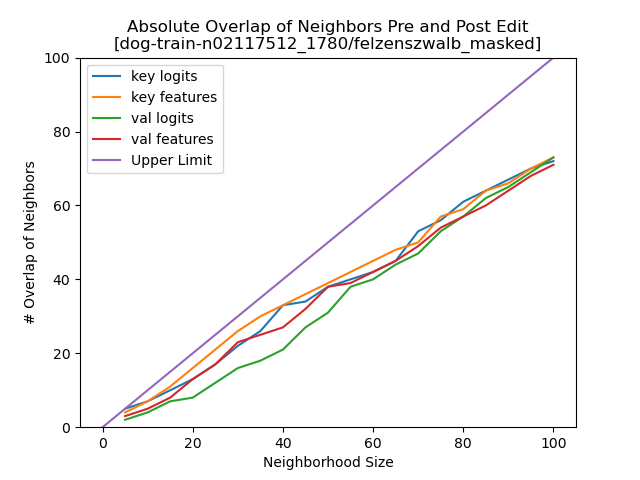 Absolute Overlap of Neighbors Pre and Post Edit
[dog-train-n02117512_1780/felzenszwalb_masked]
key logits
key features
val logits
val features
Upper Limit
# Overlap of Neighbors
100
80
60
40
20
0
0 20 40 60 80 100
Neighborhood Size